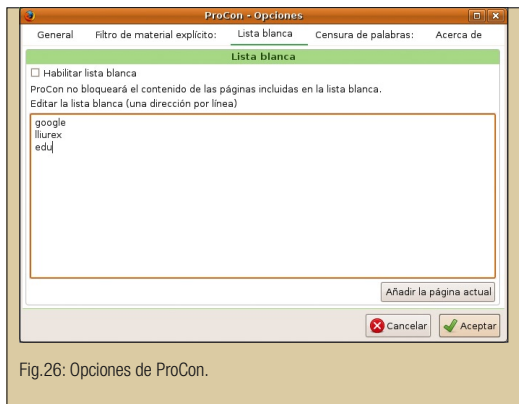 ProCon - Opciones
General Filtro de material explícito: Lista blanca Censura de palabras: Acerca de
Lista blanca
Habilitar lista blanca
ProCon no bloqueará el contenido de las páginas incluidas en la lista blanca.
Editar la lista blanca (una dirección por línea)
google
lliurex
edu
Añadir la página actual
Cancelar Aceptar
Fig.26: Opciones de ProCon.